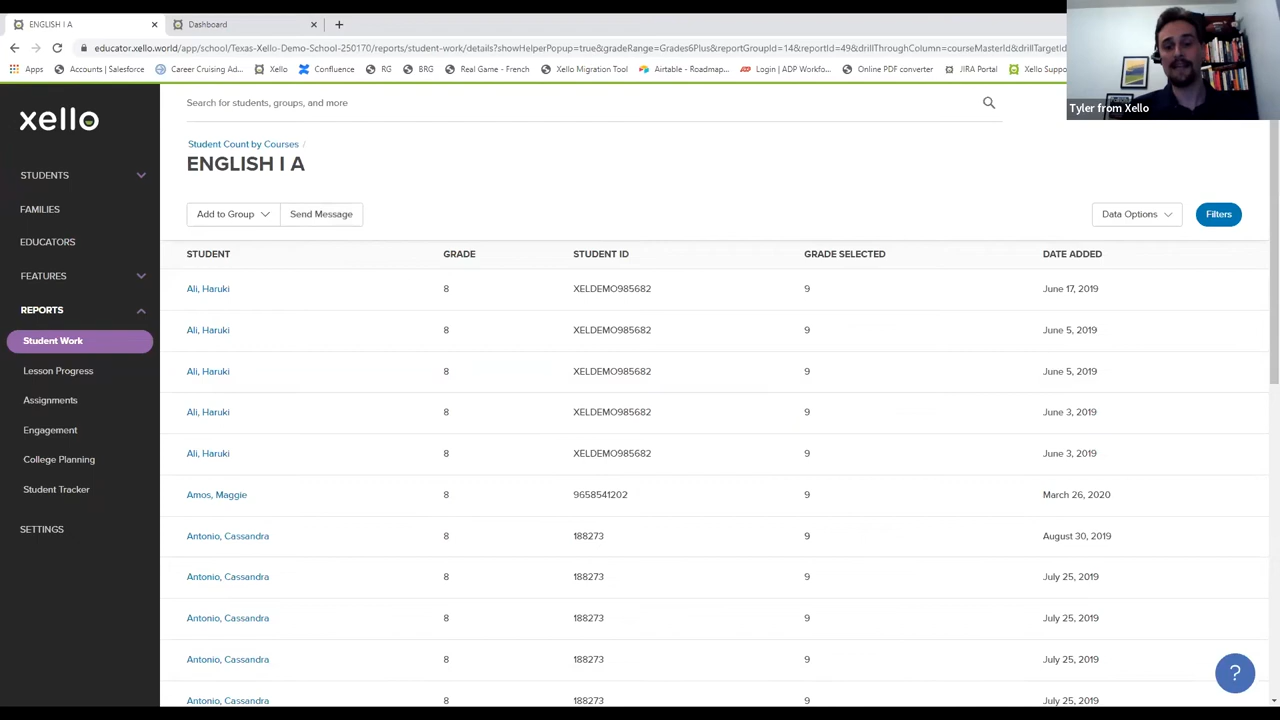 ENGLISH I A
Dashboard
educator.xello.world/app/school/Texas-Xello-Demo-School-250170/reports/student-work/details?showHelperPopup=true&gradeRange=Grades6Plus&reportGroupId=14&reportId=49&drillThroughColumn=courseMasterId&drillTargetId
Apps
Accounts | Salesforce
Career Cruising Ad...
Xello
Confluence
RG
BRG
Real Game - French
Xello Migration Tool
Airtable - Roadmap...
Login | ADP Workfo...
Online PDF converter
JIRA Portal
Xello Suppo
Tyler from Xello
xello
STUDENTS
FAMILIES
EDUCATORS
FEATURES
REPORTS
Student Work
Lesson Progress
Assignments
Engagement
College Planning
Student Tracker
SETTINGS
Search for students, groups, and more
Student Count by Courses /
ENGLISH I A
Add to Group
Send Message
Data Options
Filters
STUDENT GRADE STUDENT ID GRADE SELECTED DATE ADDED
Ali, Haruki 8 XELDEMO985682 9 June 17, 2019
Ali, Haruki 8 XELDEMO985682 9 June 5, 2019
Ali, Haruki 8 XELDEMO985682 9 June 5, 2019
Ali, Haruki 8 XELDEMO985682 9 June 3, 2019
Ali, Haruki 8 XELDEMO985682 9 June 3, 2019
Amos, Maggie 8 9658541202 9 March 26, 2020
Antonio, Cassandra 8 188273 9 August 30, 2019
Antonio, Cassandra 8 188273 9 July 25, 2019
Antonio, Cassandra 8 188273 9 July 25, 2019
Antonio, Cassandra 8 188273 9 July 25, 2019
Antonio, Cassandra 8 188273 9 July 25, 2019
?